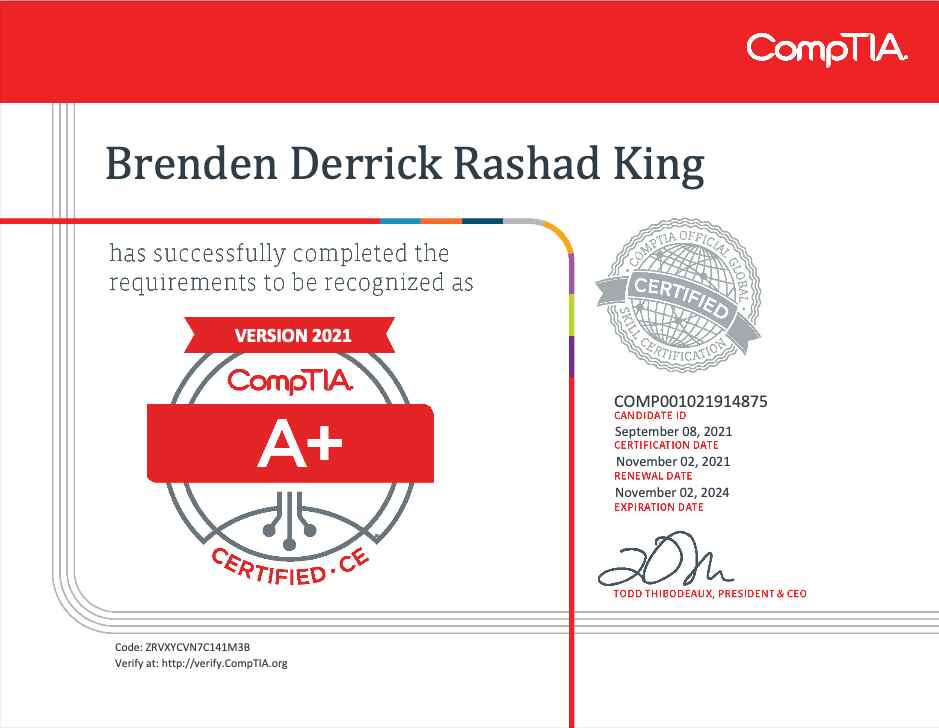 CompTIA.
Brenden Derrick Rashad King
has successfully completed the
requirements to be recognized as
VERSION 2021
CompTIA.
A+
CERTIFIED • CE
• COMPTIA OFFICIAL GLOBAL •
CERTIFIED
SKILL CERTIFICATION
COMP001021914875
CANDIDATE ID
September 08, 2021
CERTIFICATION DATE
November 02, 2021
RENEWAL DATE
November 02, 2024
EXPIRATION DATE
TODD THIBODEAUX, PRESIDENT & CEO
Code: ZRVXYCVN7C141M3B
Verify at: http://verify.CompTIA.org